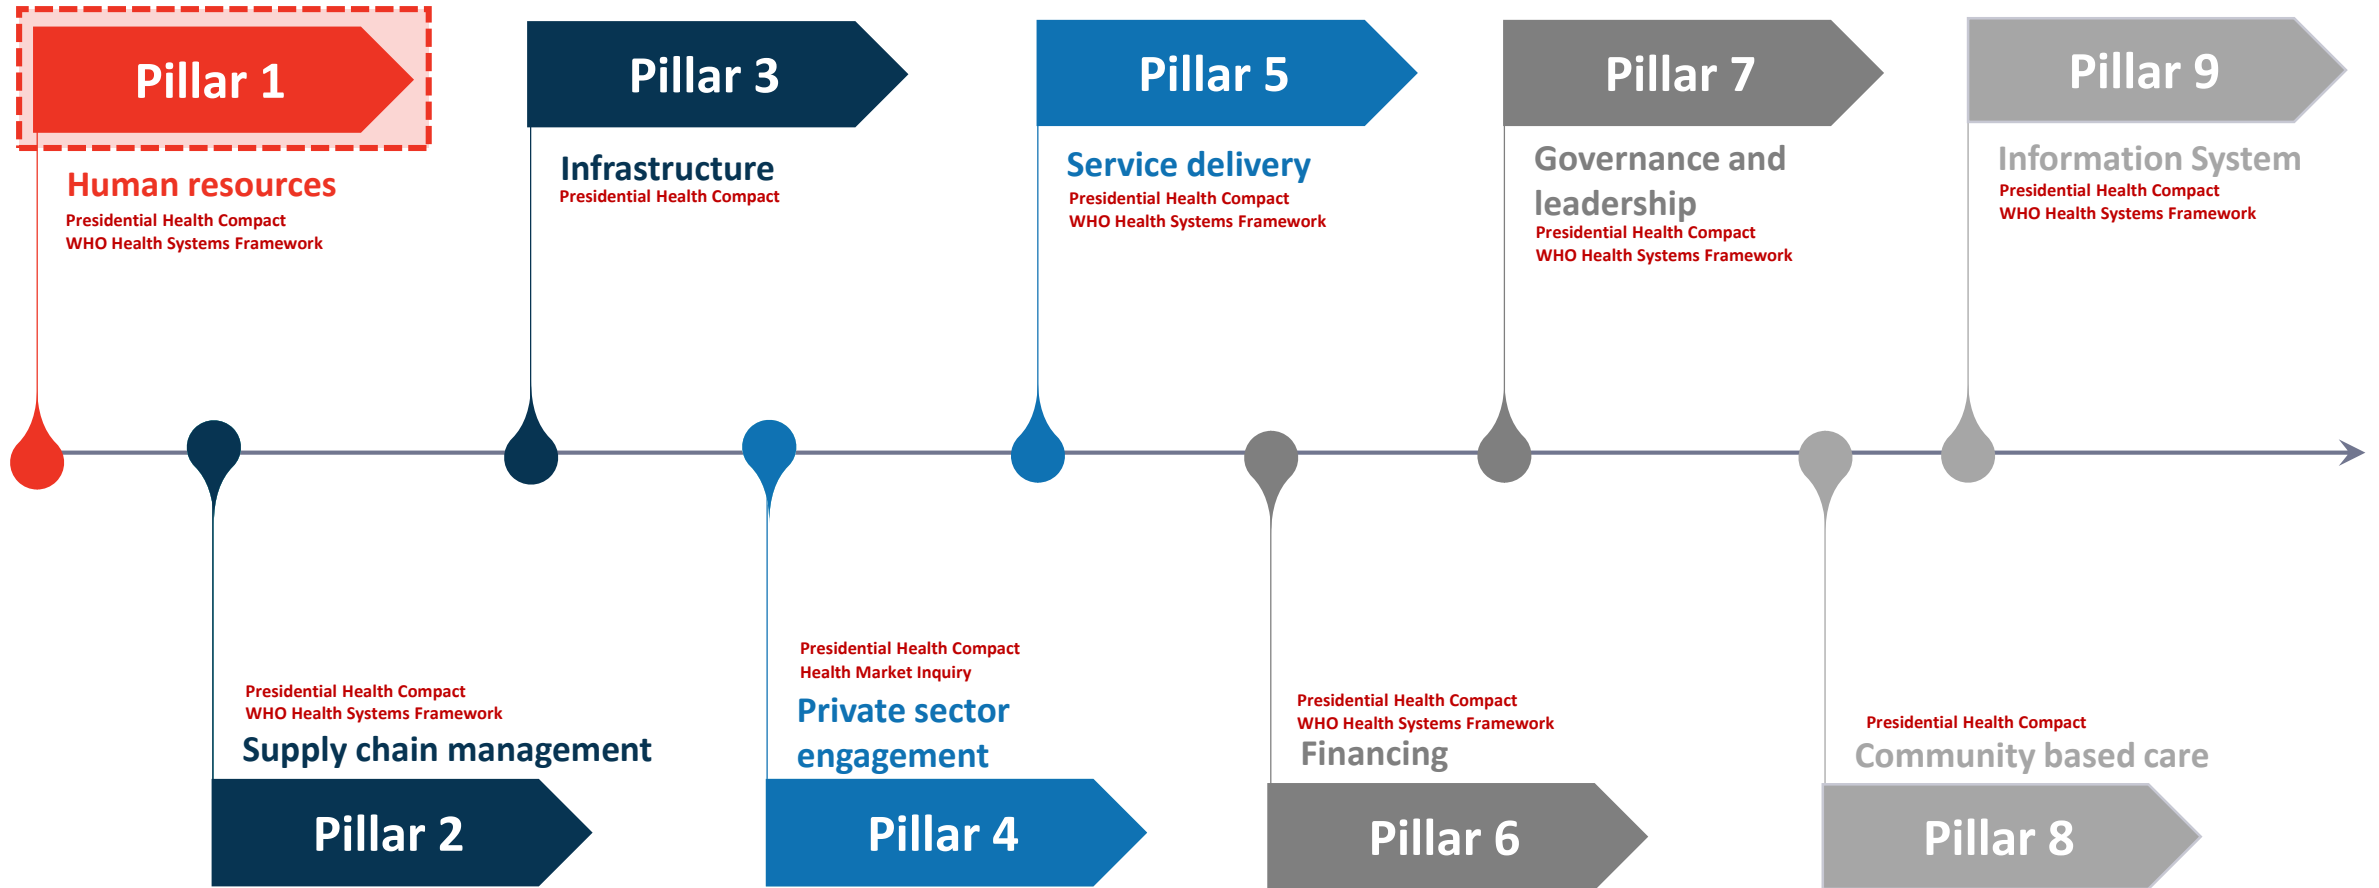 Pillar 1
Human resources
Presidential Health Compact
WHO Health Systems Framework
Pillar 3
Infrastructure
Presidential Health Compact
Pillar 5
Service delivery
Presidential Health Compact
WHO Health Systems Framework
Pillar 7
Governance and
leadership
Presidential Health Compact
WHO Health Systems Framework
Pillar 9
Information System
Presidential Health Compact
WHO Health Systems Framework
Presidential Health Compact
WHO Health Systems Framework
Supply chain management
Pillar 2
Presidential Health Compact
Health Market Inquiry
Private sector
engagement
Pillar 4
Presidential Health Compact
WHO Health Systems Framework
Financing
Pillar 6
Presidential Health Compact
Community based care
Pillar 8